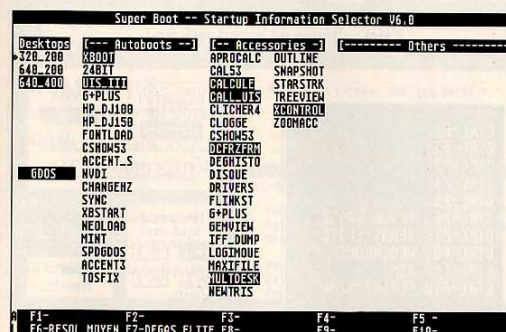 Super Boot -- Startup Information Selector V6.0
Desktops [--- Autoboots --] [-- Accessories -] [--------- Others ---------
320_200 XBOOT APROCALC OUTLINE
640_200 24BIT CAL53 SNAPSHOT
640_400 UIS_III CALCULE STARSTRK
G+PLUS CALL_UIS TREEVIEW
HP_DJ100 CLICHER4 XCONTROL
HP_DJ150 CLOGGE ZOOMACC
FONTLOAD CSHOW53
CSHOW53 DCFRZFRM
ACCENT_S DEGHISTO
GDOS NVDI DISQUE
CHANGEHZ DRIVERS
SYNC FLINKST
XBSTART G+PLUS
NEOLOAD GEMVIEW
MINT IFF_DUMP
SPDGDOS LOGIMOUE
ACCENT3 MAXIFILE
TOSFIX MULTDESK
NEWTRIS
F1- F2- F3- F4- F5 -
F6-RESOL MOYEN F7-DEGAS ELITE F8- F9- F10-